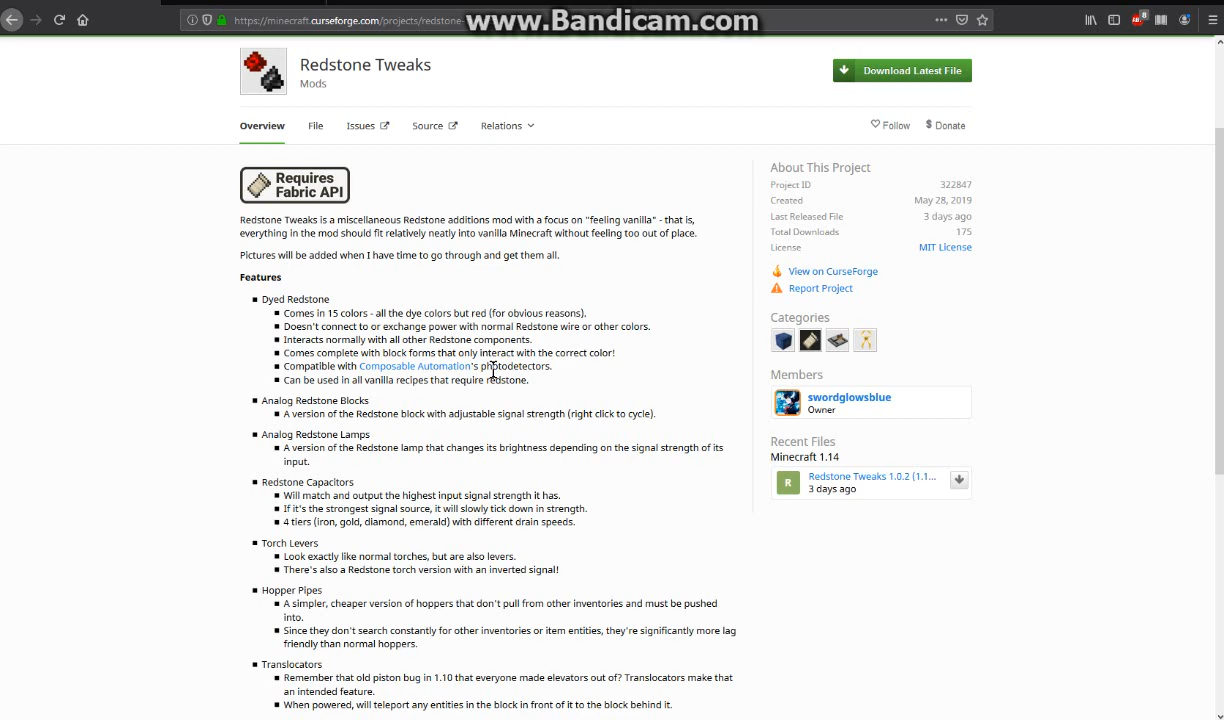 https://minecraft.curseforge.com/projects/redstone-
www.Bandicam.com
8
Redstone Tweaks
Mods
Download Latest File
Overview
File
Issues
Source
Relations
Follow
Donate
Requires
Fabric API
Redstone Tweaks is a miscellaneous Redstone additions mod with a focus on "feeling vanilla" - that is,
everything in the mod should fit relatively neatly into vanilla Minecraft without feeling too out of place.
Pictures will be added when I have time to go through and get them all.
Features
Dyed Redstone
Comes in 15 colors - all the dye colors but red (for obvious reasons).
Doesn't connect to or exchange power with normal Redstone wire or other colors.
Interacts normally with all other Redstone components.
Comes complete with block forms that only interact with the correct color!
Compatible with Composable Automation's photodetectors.
Can be used in all vanilla recipes that require redstone.
Analog Redstone Blocks
A version of the Redstone block with adjustable signal strength (right click to cycle).
Analog Redstone Lamps
A version of the Redstone lamp that changes its brightness depending on the signal strength of its
input.
Redstone Capacitors
Will match and output the highest input signal strength it has.
If it's the strongest signal source, it will slowly tick down in strength.
4 tiers (iron, gold, diamond, emerald) with different drain speeds.
Torch Levers
Look exactly like normal torches, but are also levers.
There's also a Redstone torch version with an inverted signal!
Hopper Pipes
A simpler, cheaper version of hoppers that don't pull from other inventories and must be pushed
into.
Since they don't search constantly for other inventories or item entities, they're significantly more lag
friendly than normal hoppers.
Translocators
Remember that old piston bug in 1.10 that everyone made elevators out of? Translocators make that
an intended feature.
When powered, will teleport any entities in the block in front of it to the block behind it.
About This Project
Project ID 322847
Created May 28, 2019
Last Released File 3 days ago
Total Downloads 175
License MIT License
View on CurseForge
Report Project
Categories
Members
swordglowsblue
Owner
Recent Files
Minecraft 1.14
R
Redstone Tweaks 1.0.2 (1.1...
3 days ago